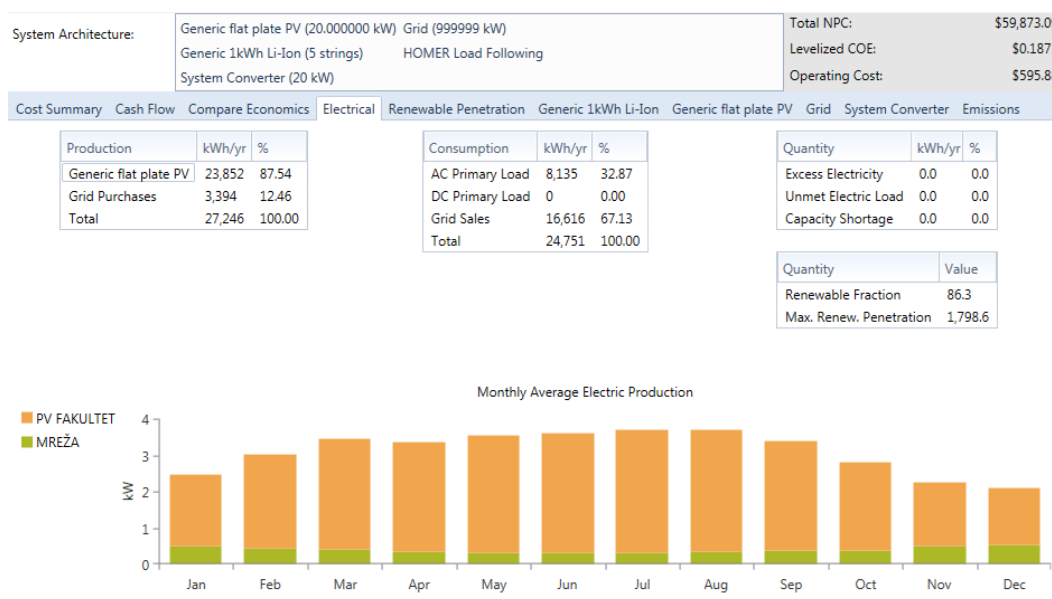 System Architecture:
Generic flat plate PV (20.000000 kW) Grid (999999 kW)
Generic 1kWh Li-Ion (5 strings) HOMER Load Following
System Converter (20 kW)
Total NPC: $59,873.0
Levelized COE: $0.187
Operating Cost: $595.8
Cost Summary Cash Flow Compare Economics Electrical Renewable Penetration Generic 1kWh Li-Ion Generic flat plate PV Grid System Converter Emissions
Production kWh/yr %
Generic flat plate PV 23,852 87.54
Grid Purchases 3,394 12.46
Total 27,246 100.00
Consumption kWh/yr %
AC Primary Load 8,135 32.87
DC Primary Load 0 0.00
Grid Sales 16,616 67.13
Total 24,751 100.00
Quantity kWh/yr %
Excess Electricity 0.0 0.0
Unmet Electric Load 0.0 0.0
Capacity Shortage 0.0 0.0
Quantity Value
Renewable Fraction 86.3
Max. Renew. Penetration 1,798.6
Monthly Average Electric Production
PV FAKULTET
MREŽA
kW
4
3
2
1
0
Jan Feb Mar Apr May Jun Jul Aug Sep Oct Nov Dec